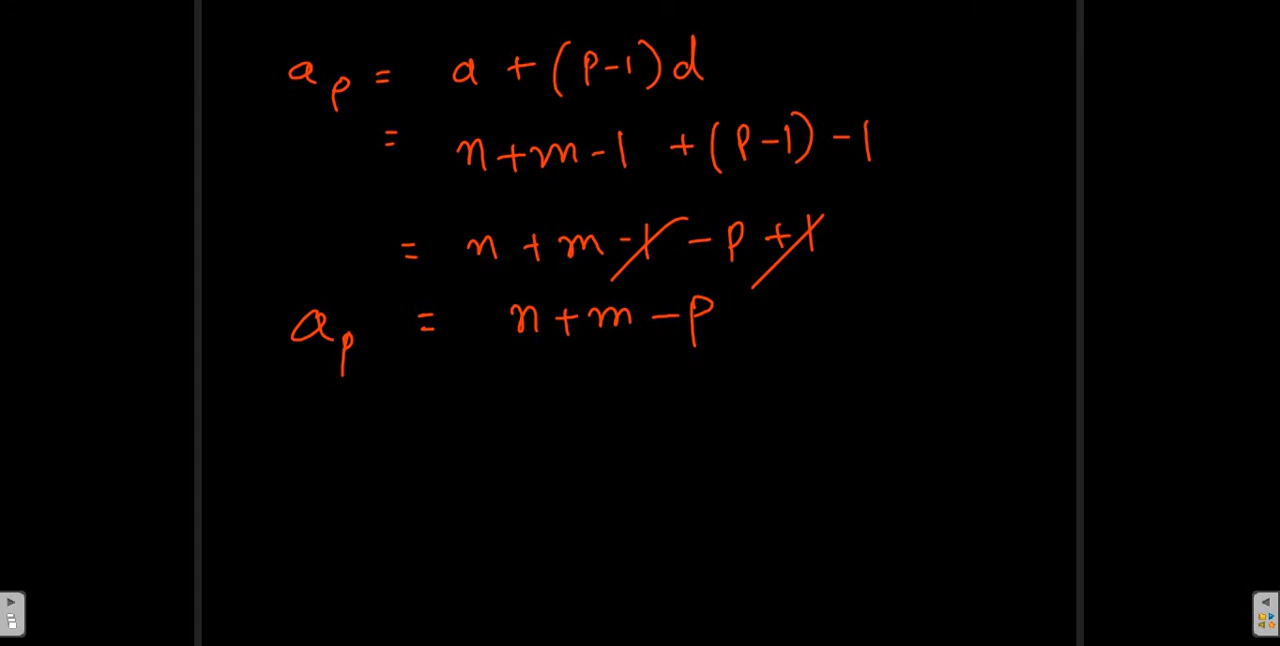 a_p = a + (p-1)d
= n+m-1 + (p-1) -1
= n + m -1 - p +1
a_p = n+m-p